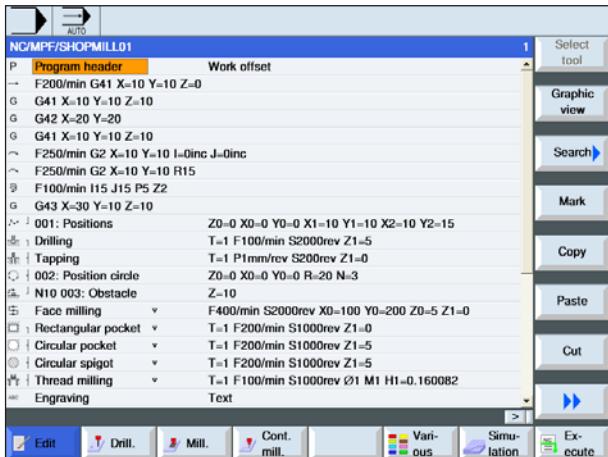 AUTO
NC/MPF/SHOPMILL01 1
P Program header Work offset
F200/min G41 X=10 Y=10 Z=0
G G41 X=10 Y=10 Z=10
G G42 X=20 Y=20
G G41 X=10 Y=10 Z=10
F250/min G2 X=10 Y=10 I=0inc J=0inc
F250/min G2 X=10 Y=10 R15
F100/min I15 J15 P5 Z2
G G43 X=30 Y=10 Z=10
001: Positions Z0=0 X0=0 Y0=0 X1=10 Y1=10 X2=10 Y2=15
Drilling T=1 F100/min S2000rev Z1=5
Tapping T=1 P1mm/rev S200rev Z1=0
002: Position circle Z0=0 X0=0 Y0=0 R=20 N=3
N10 003: Obstacle Z=10
Face milling ▿ F400/min S2000rev X0=100 Y0=200 Z0=5 Z1=0
Rectangular pocket ▿ T=1 F200/min S1000rev Z1=0
Circular pocket ▿ T=1 F200/min S1000rev Z1=5
Circular spigot ▿ T=1 F200/min S1000rev Z1=5
Thread milling ▿ T=1 F100/min S1000rev Ø1 M1 H1=0.160082
ABC Engraving Text
>
Select
tool
Graphic
view
Search
Mark
Copy
Paste
Cut
Edit
Drill.
Mill.
Cont.
mill.
Vari-
ous
Simu-
lation
NC
Ex-
ecute